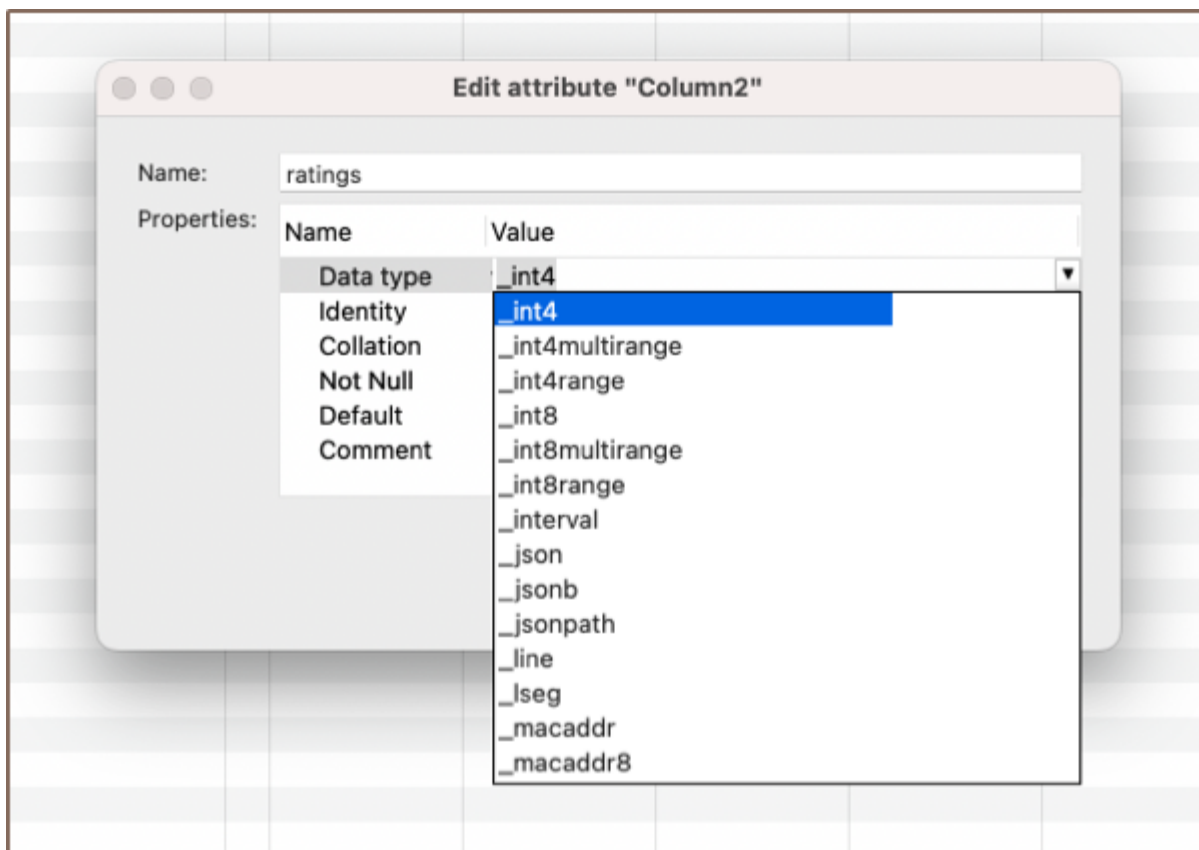 Edit attribute "Column2"
Name: ratings
Properties:
Name Value
Data type _int4
Identity _int4
Collation _int4multirange
Not Null _int4range
Default _int8
Comment _int8multirange
_int8range
_interval
_json
_jsonb
_jsonpath
_line
_lseg
_macaddr
_macaddr8